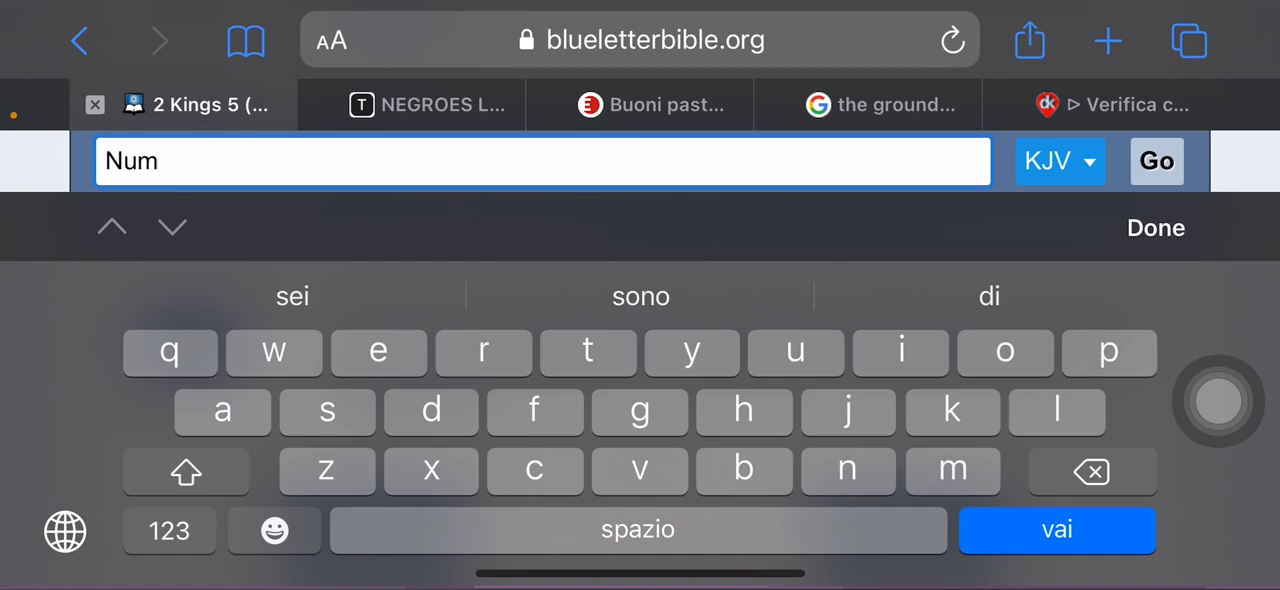 AA blueletterbible.org
2 Kings 5 (... NEGROES L... Buoni past... the ground... Verifica c...
Num KJV Go
Done
sei sono di
q w e r t y u i o p
a s d f g h j k l
z x c v b n m
123 spazio vai